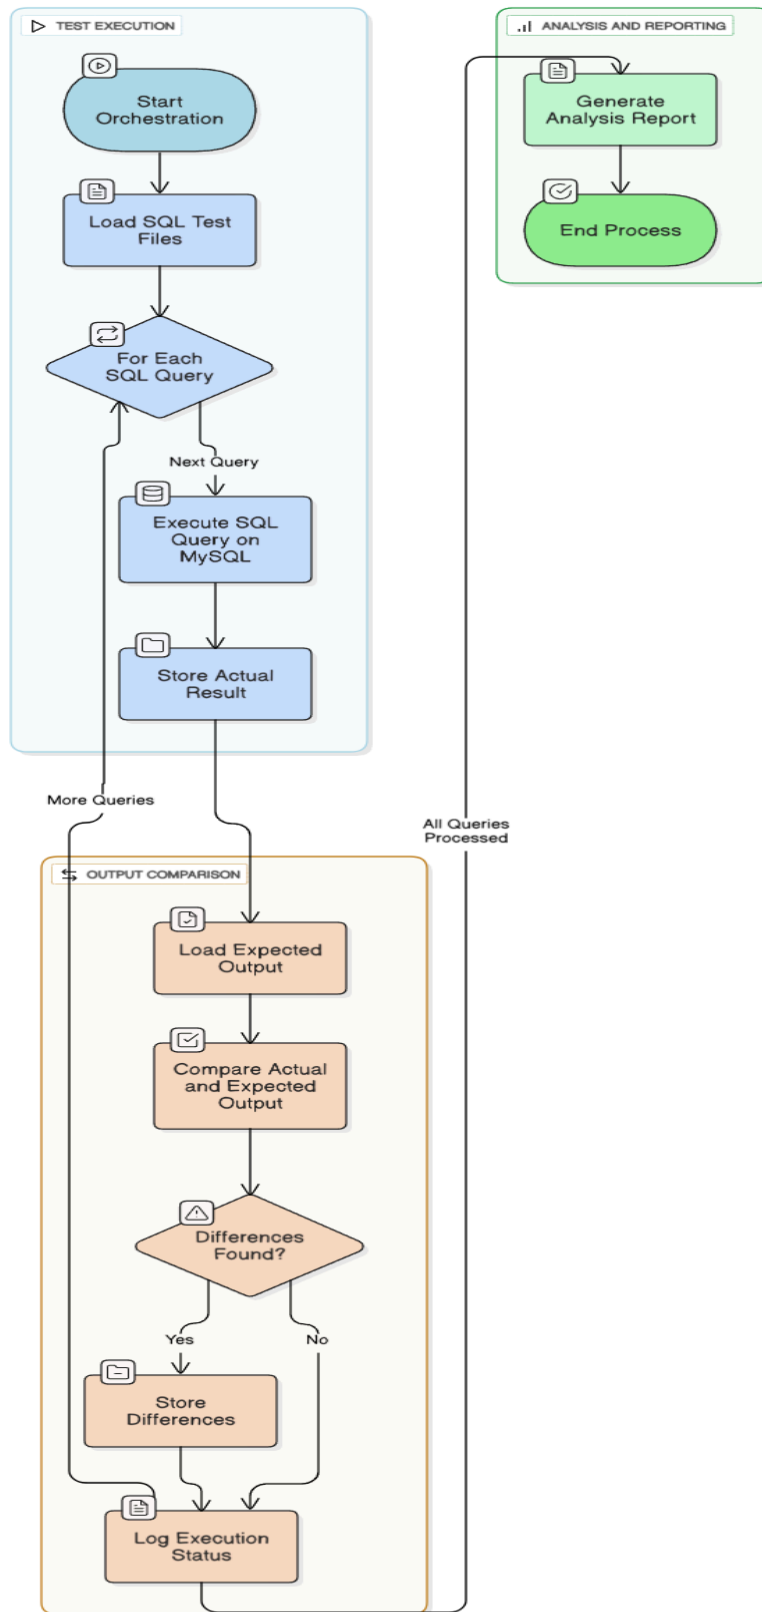 TEST EXECUTION
Start
Orchestration
Load SQL Test
Files
For Each
SQL Query
Next Query
Execute SQL
Query on
MySQL
Store Actual
Result
More Queries
OUTPUT COMPARISON
Load Expected
Output
Compare Actual
and Expected
Output
Differences
Found?
Yes
No
Store
Differences
Log Execution
Status
All Queries
Processed
ANALYSIS AND REPORTING
Generate
Analysis Report
End Process